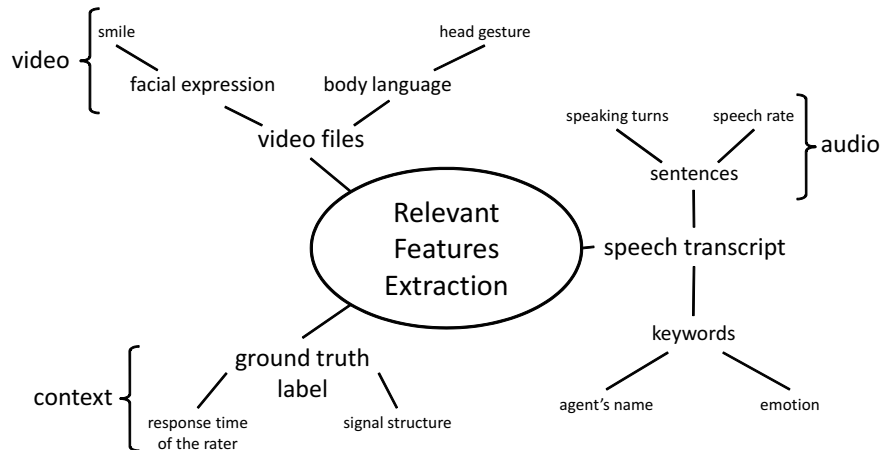 smile
head gesture
video
facial expression
body language
video files
speaking turns
speech rate
audio
sentences
Relevant
Features
Extraction
speech transcript
keywords
ground truth
label
context
response time
of the rater
signal structure
agent's name
emotion